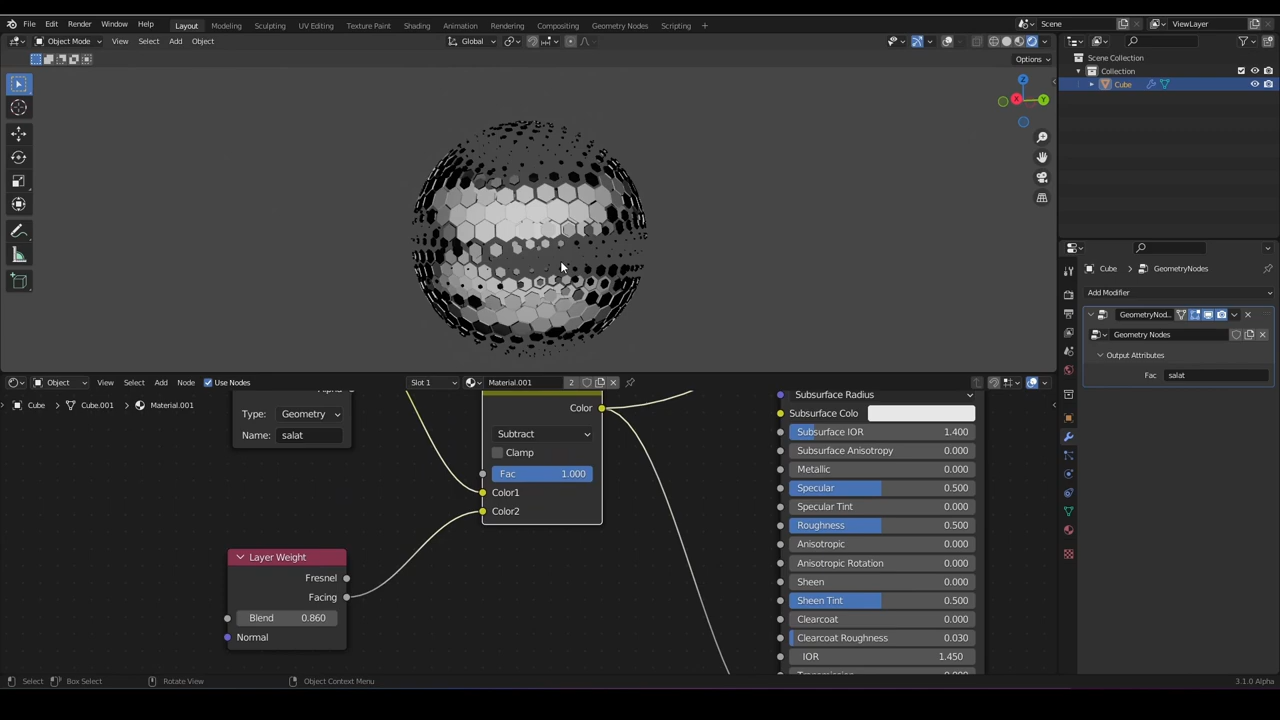 File Edit Render Window Help
Layout Modeling Sculpting UV Editing Texture Paint Shading Animation Rendering Compositing Geometry Nodes Scripting +
Scene
ViewLayer
Object Mode View Select Add Object
Global
Options
Z
X
Y
Scene Collection
Collection
Cube
Cube GeometryNodes
Add Modifier
GeometryNod..
Geometry Nodes
Output Attributes
Fac salat
Object View Select Add Node Use Nodes
Slot 1
Material.001 2
Cube Cube.001 Material.001
Type: Geometry
Name: salat
Color
Subtract
Clamp
Fac 1.000
Color1
Color2
Layer Weight
Fresnel
Facing
Blend 0.860
Normal
Subsurface Radius
Subsurface Colo
Subsurface IOR 1.400
Subsurface Anisotropy 0.000
Metallic 0.000
Specular 0.500
Specular Tint 0.000
Roughness 0.500
Anisotropic 0.000
Anisotropic Rotation 0.000
Sheen 0.000
Sheen Tint 0.500
Clearcoat 0.000
Clearcoat Roughness 0.030
IOR 1.450
Select Box Select Rotate View Object Context Menu
3.1.0 Alpha